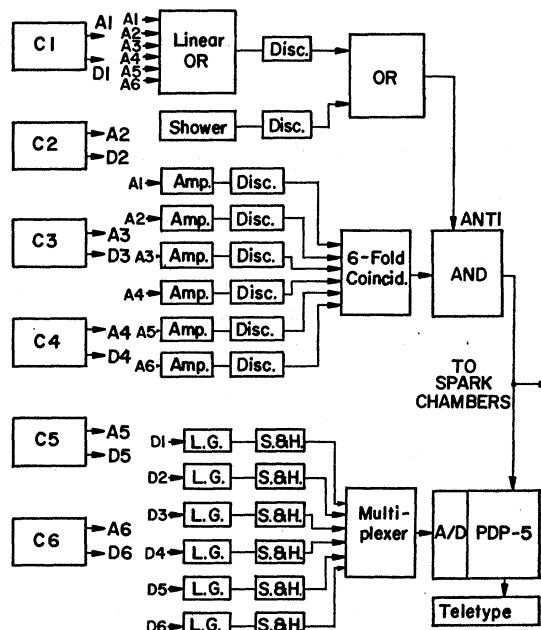 C1
A1
D1
A1
A2
A3
A4
A5
A6
Linear
OR
Disc.
OR
Shower
Disc.
C2
A2
D2
A1
Amp.
Disc.
A2
Amp.
Disc.
C3
A3
D3
A3
Amp.
Disc.
A4
Amp.
Disc.
C4
A4
D4
A5
Amp.
Disc.
A6
Amp.
Disc.
6-Fold
Coincid.
ANTI
AND
TO
SPARK
CHAMBERS
C5
A5
D5
C6
A6
D6
D1
L.G.
S.&H.
D2
L.G.
S.&H.
D3
L.G.
S.&H.
D4
L.G.
S.&H.
D5
L.G.
S.&H.
D6
L.G.
S.&H.
Multi-
plexer
A/D
PDP-5
Teletype